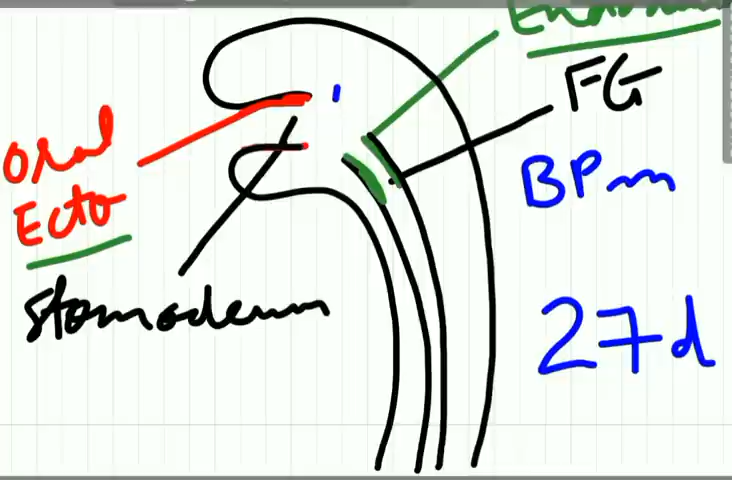 FG
Oral
Ecto
BPm
Stomodeum
27d